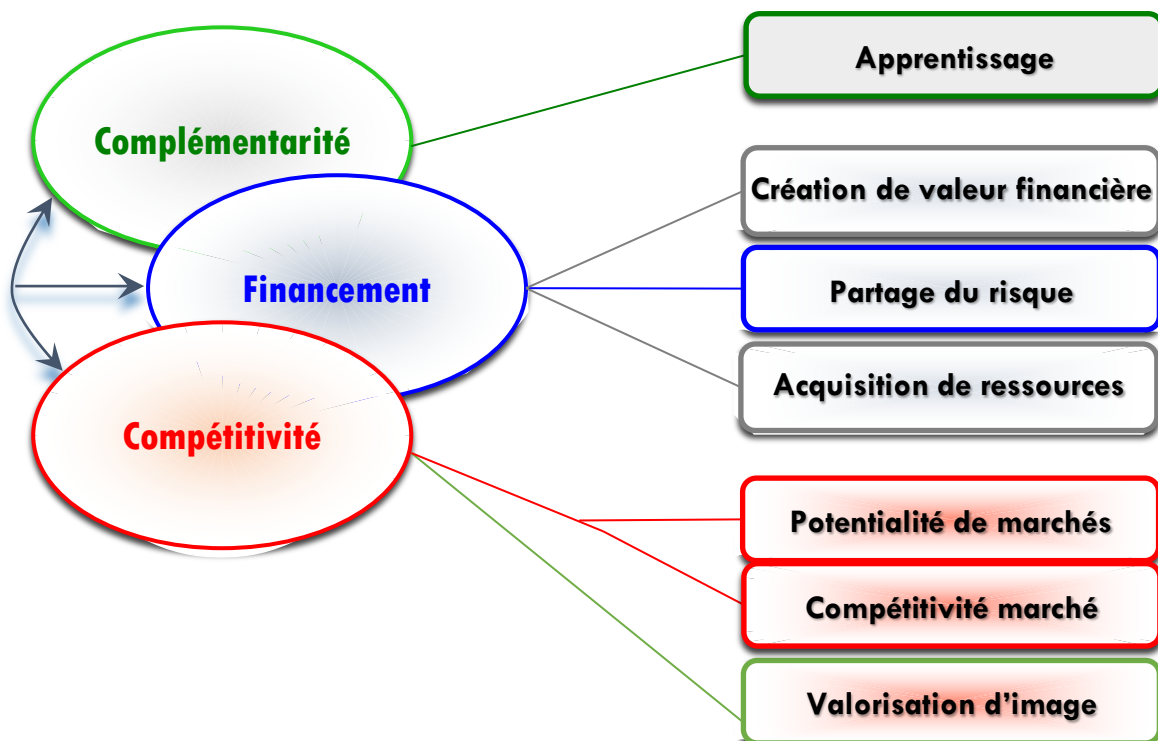 Complémentarité
Financement
Compétitivité
Apprentissage
Création de valeur financière
Partage du risque
Acquisition de ressources
Potentialité de marchés
Compétitivité marché
Valorisation d’image